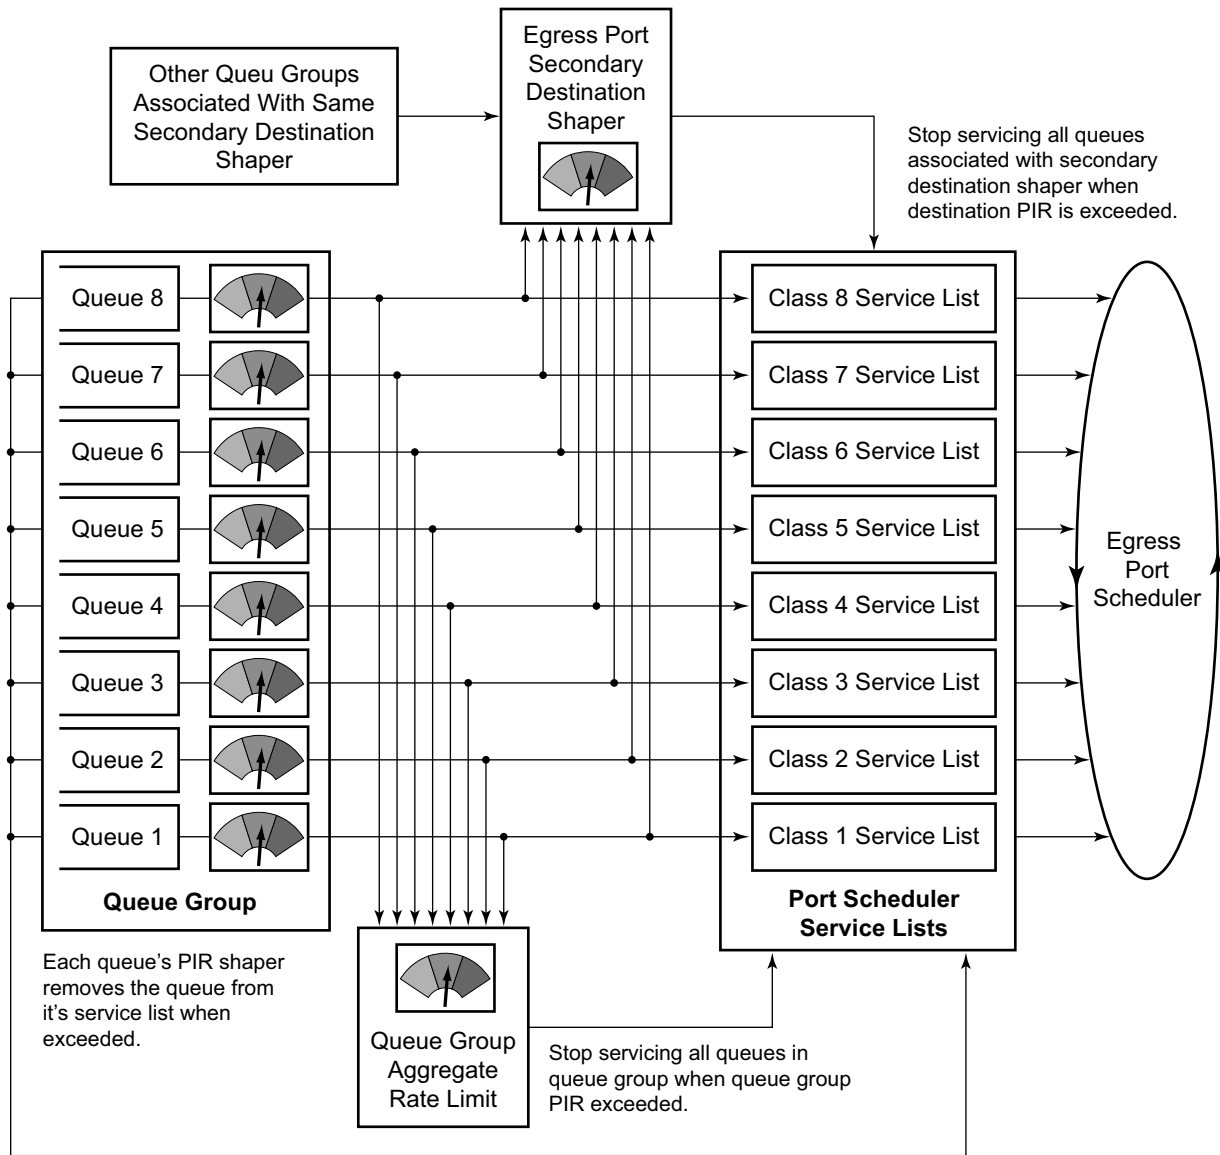 Other Queu Groups
Associated With Same
Secondary Destination
Shaper
Egress Port
Secondary
Destination
Shaper
Stop servicing all queues
associated with secondary
destination shaper when
destination PIR is exceeded.
Queue 8
Queue 7
Queue 6
Queue 5
Queue 4
Queue 3
Queue 2
Queue 1
Queue Group
Class 8 Service List
Class 7 Service List
Class 6 Service List
Class 5 Service List
Class 4 Service List
Class 3 Service List
Class 2 Service List
Class 1 Service List
Port Scheduler
Service Lists
Egress
Port
Scheduler
Each queue’s PIR shaper
removes the queue from
it’s service list when
exceeded.
Queue Group
Aggregate
Rate Limit
Stop servicing all queues in
queue group when queue group
PIR exceeded.